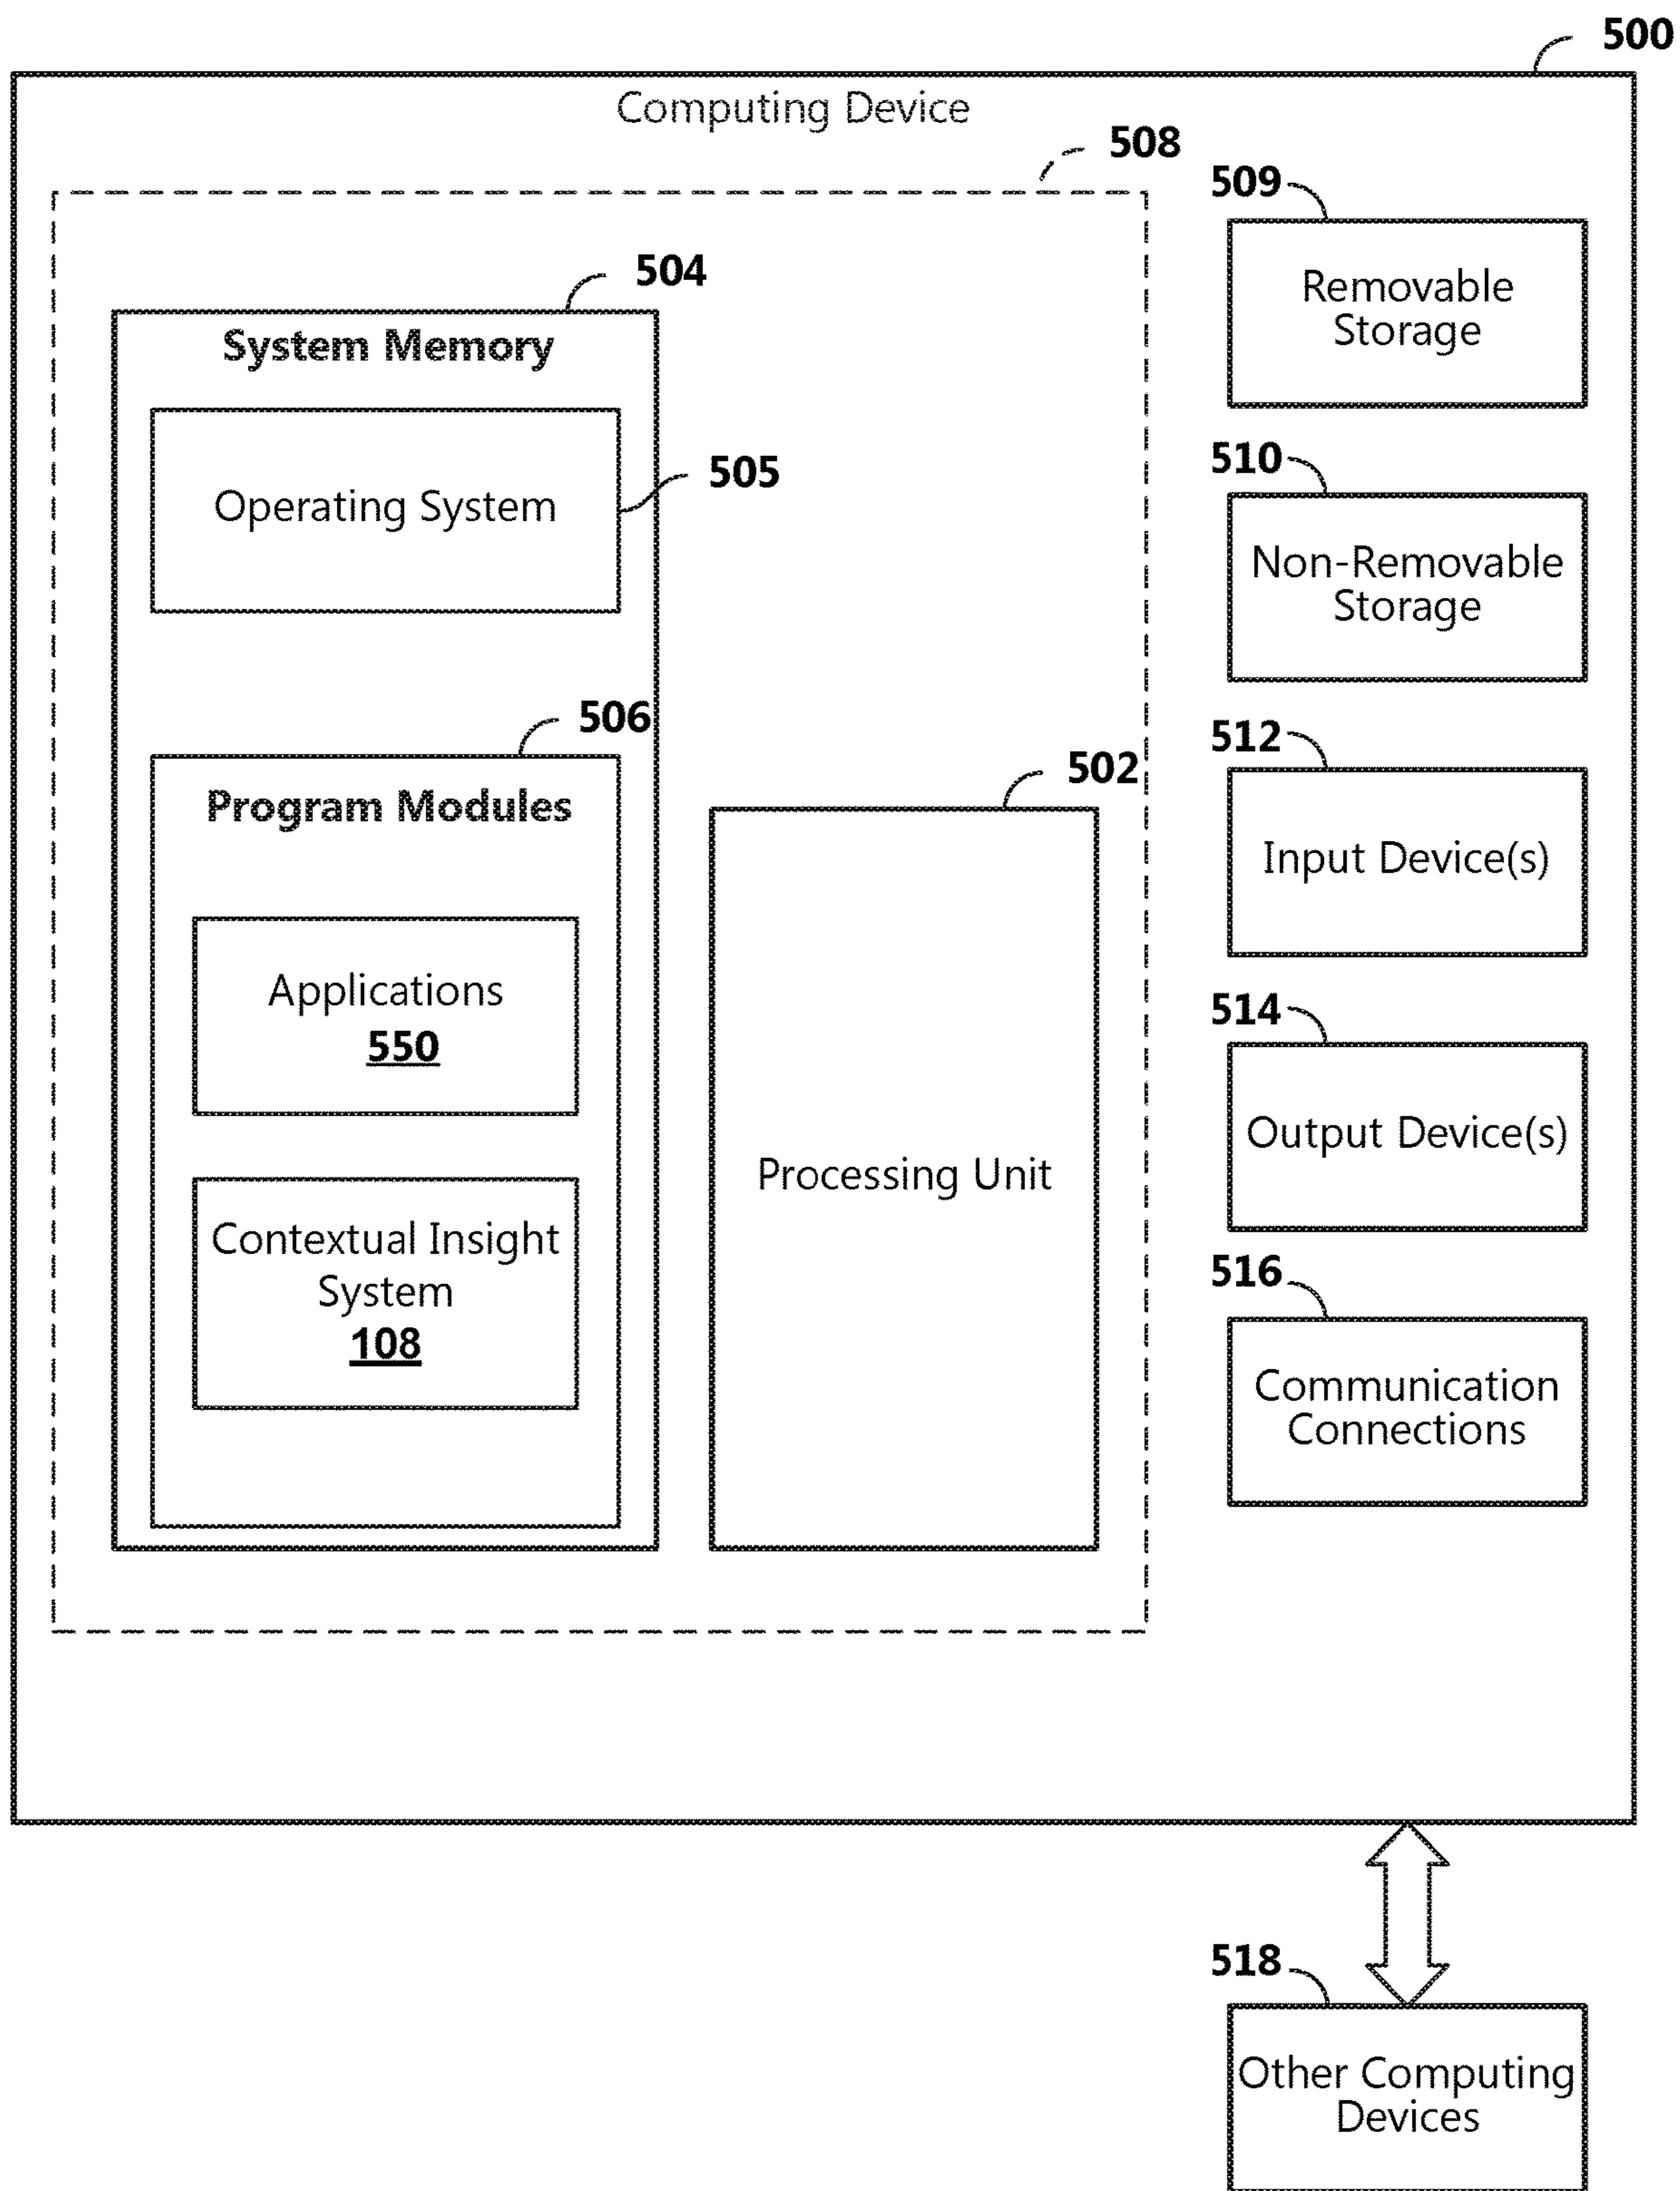 500
Computing Device
508
509
Removable
Storage
504
System Memory
Operating System
505
510
Non-Removable
Storage
506
Program Modules
502
512
Input Device(s)
Applications
550
514
Output Device(s)
Processing Unit
Contextual Insight
System
108
516
Communication
Connections
518
Other Computing
Devices